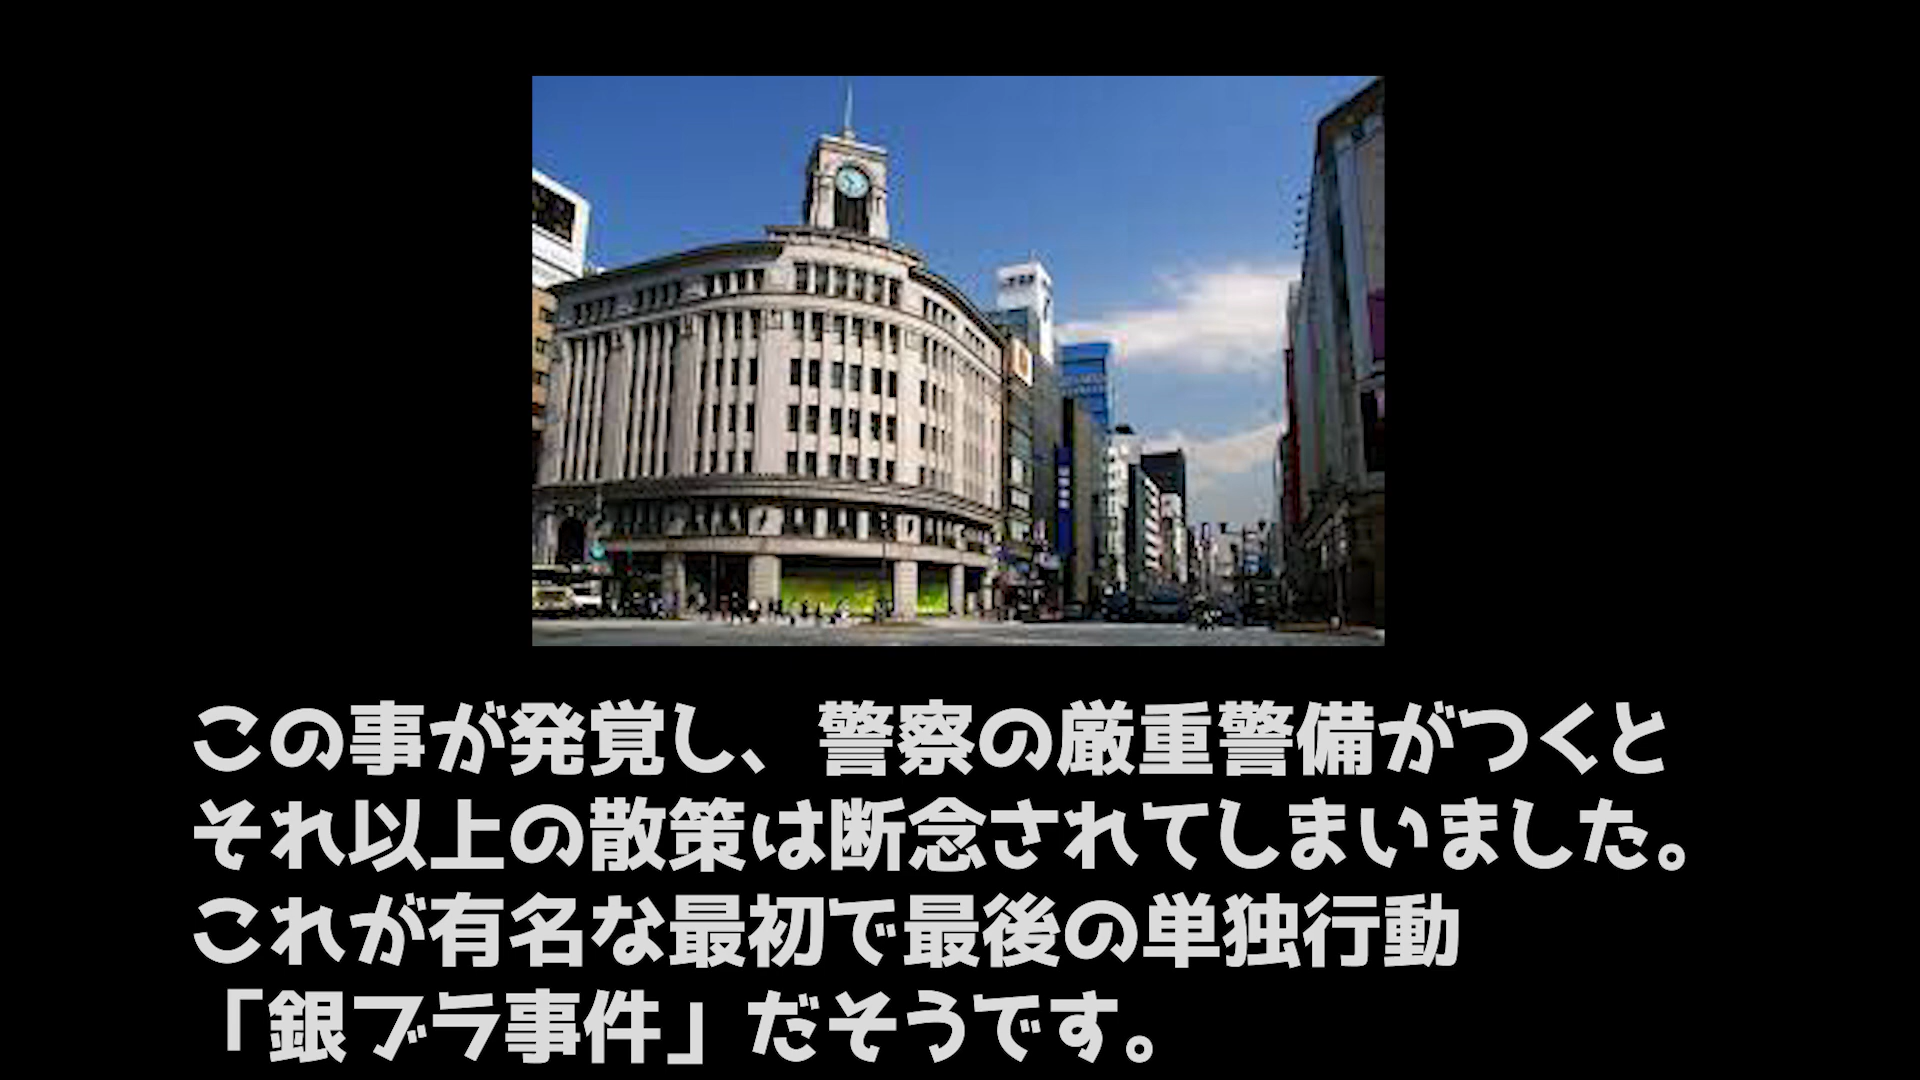 この事が発覚し、警察の厳重警備がつくと
それ以上の散策は断念されてしまいました。
これが有名な最初で最後の単独行動
「銀ブラ事件」だそうです。